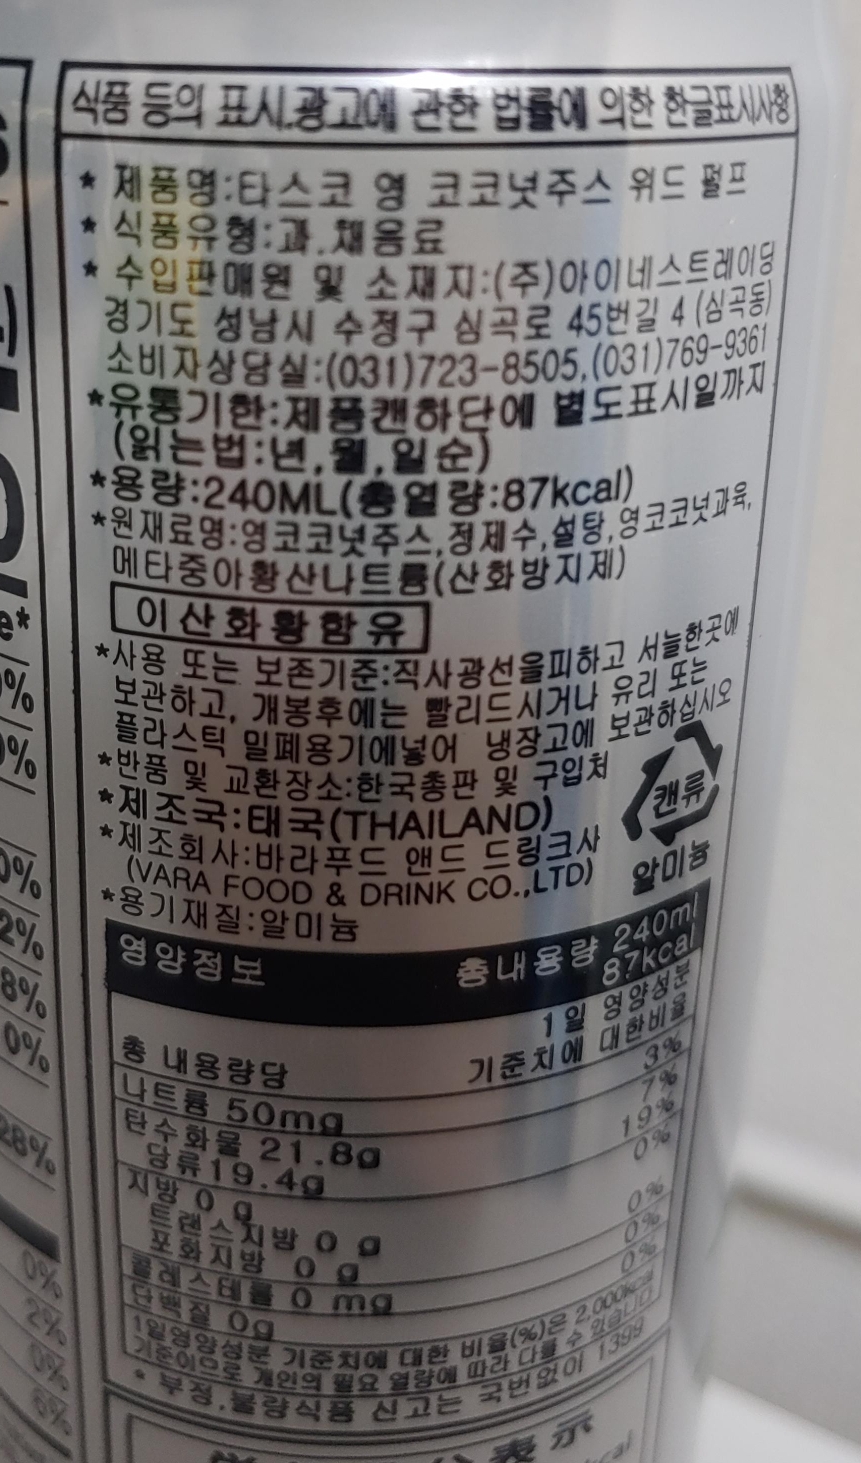 식품 등의 표시.광고에 관한 법률에 의한 한글표시사항
* 제품명:타스코 영 코코넛주스 위드 펄프
* 식품유형:과.채음료
* 수입판매원 및 소재지:(주)아이네스트레이딩
경기도 성남시 수정구 심곡로 45번길 4 (심곡동)
소비자상담실:(031)723-8505,(031)769-9361
*유통기한:제품캔하단에 별도표시일까지
(읽는법:년,월,일순)
*용량:240ML(총열량:87kcal)
*원재료명:영코코넛주스,정제수,설탕,영코코넛과육,
메타중아황산나트륨(산화방지제)
이산화황함유
*사용 또는 보존기준:직사광선을피하고 서늘한곳에
보관하고, 개봉후에는 빨리드시거나 유리 또는
플라스틱 밀폐용기에넣어 냉장고에 보관하십시오
*반품 및 교환장소:한국총판 및 구입처
*제조국:태국(THAILAND)
*제조회사:바라푸드 앤드 드링크사
(VARA FOOD & DRINK CO.,LTD)
*용기재질:알미늄
캔류
알미늄
영양정보 총내용량 240ml
87kcal
1일 영양성분
총 내용량당 기준치에 대한비율
나트륨 50mg 3%
탄수화물 21.8g 7%
당류19.4g 19%
지방 0 g 0%
트랜스지방 0 g
포화지방 0 g 0%
콜레스테롤 0 mg 0%
단백질 0g 0%
1일영양성분 기준치에 대한 비율(%)은 2,000kcal
기준이으로 개인의 필요 열량에 따라 다를 수 있습니다
* 부정.불량식품 신고는 국번없이 1399
e*
0%
2%
8%
0%
28%
0%
2%
0%
6%
表示